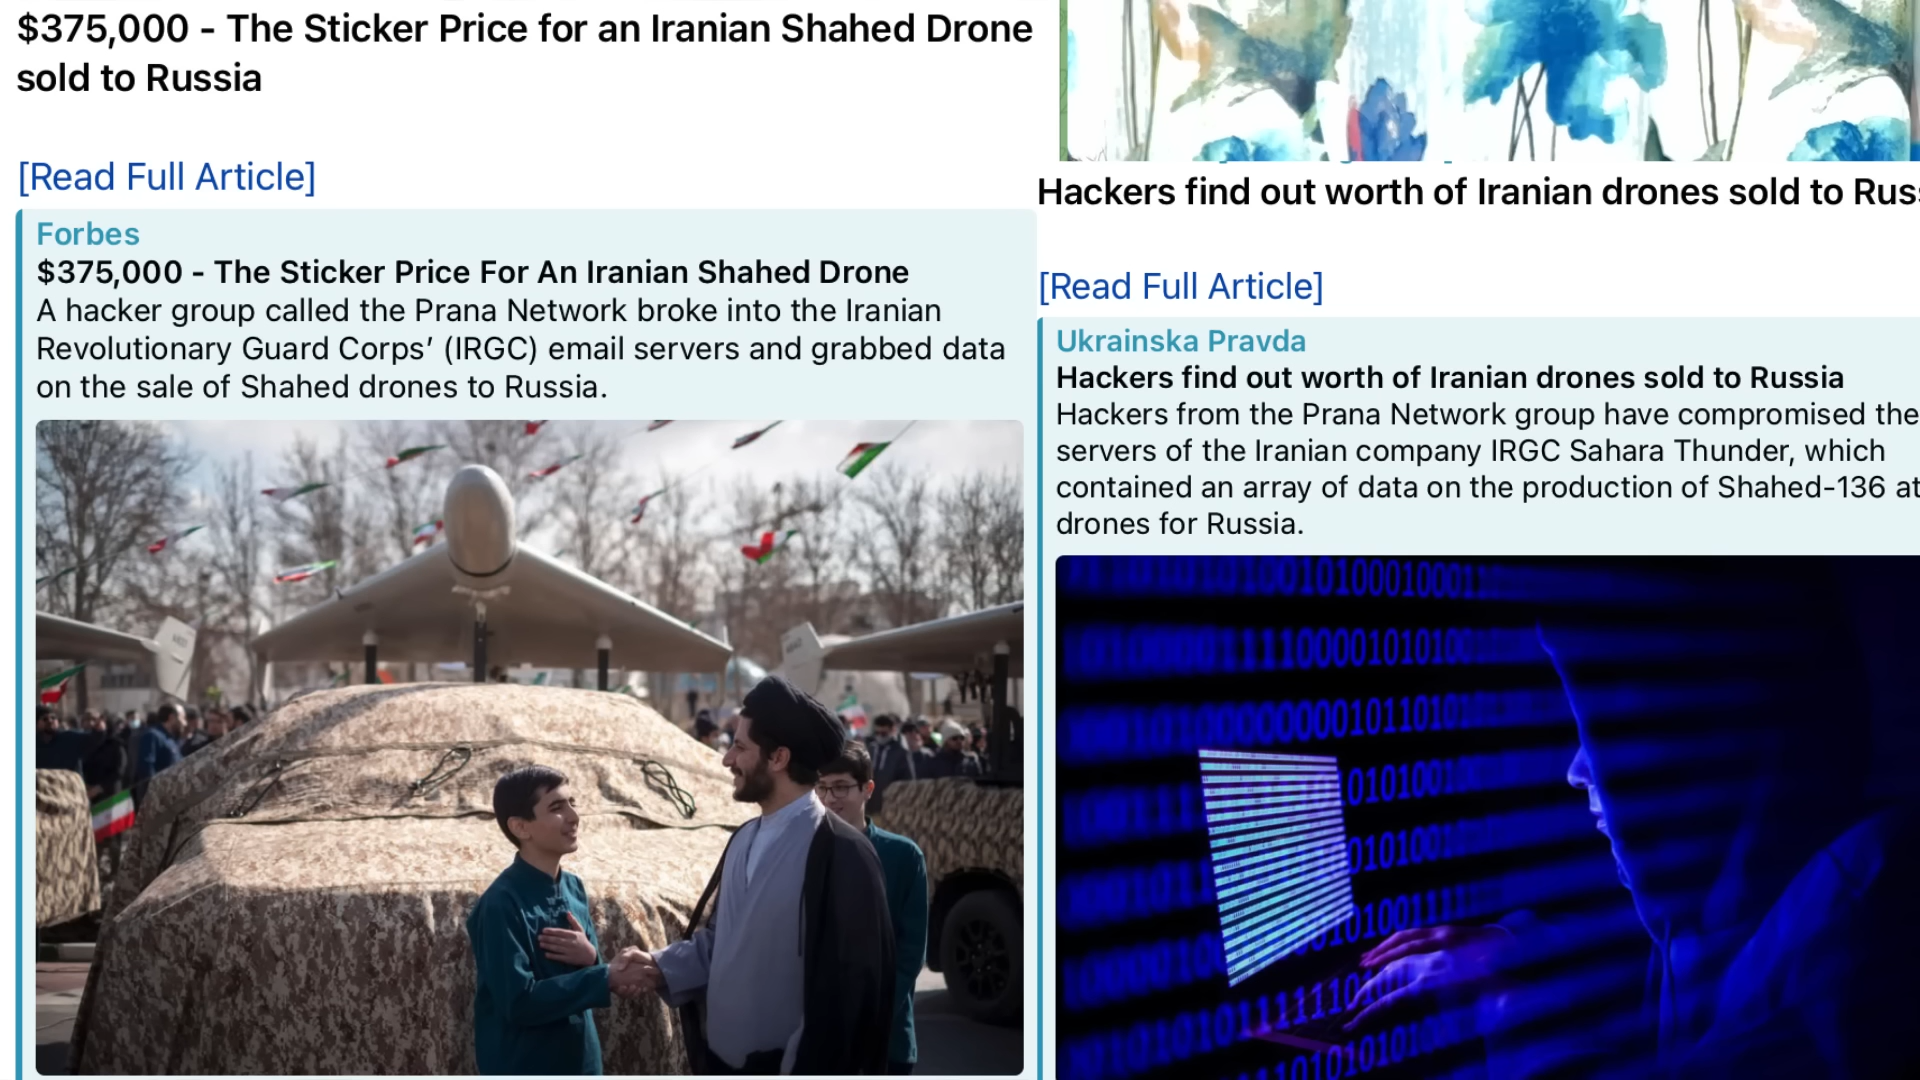 $375,000 - The Sticker Price for an Iranian Shahed Drone
sold to Russia
[Read Full Article]
Forbes
$375,000 - The Sticker Price For An Iranian Shahed Drone
A hacker group called the Prana Network broke into the Iranian
Revolutionary Guard Corps’ (IRGC) email servers and grabbed data
on the sale of Shahed drones to Russia.
Hackers find out worth of Iranian drones sold to
[Read Full Article]
Ukrainska Pravda
Hackers find out worth of Iranian drones sold to Russia
Hackers from the Prana Network group have compromised the
servers of the Iranian company IRGC Sahara Thunder, which
contained an array of data on the production of Shahed-136
drones for Russia.